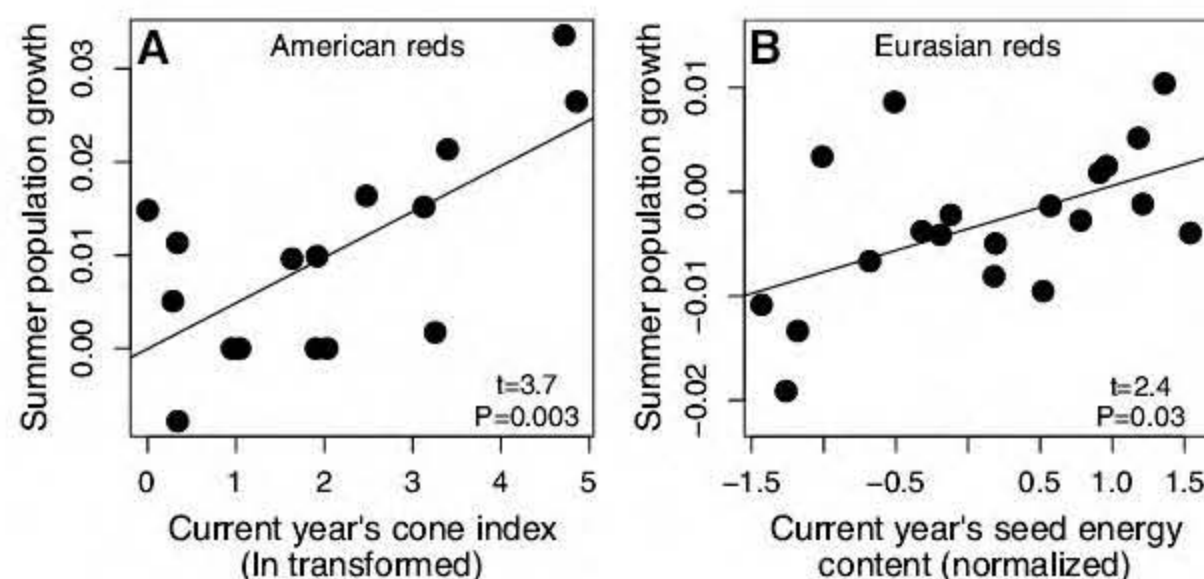 A
American reds
Summer population growth
0.03
0.02
0.01
0.00
t=3.7
P=0.003
0 1 2 3 4 5
Current year's cone index
(ln transformed)
B
Eurasian reds
Summer population growth
0.01
0.00
−0.01
−0.02
t=2.4
P=0.03
−1.5 −0.5 0.5 1.0 1.5
Current year's seed energy
content (normalized)